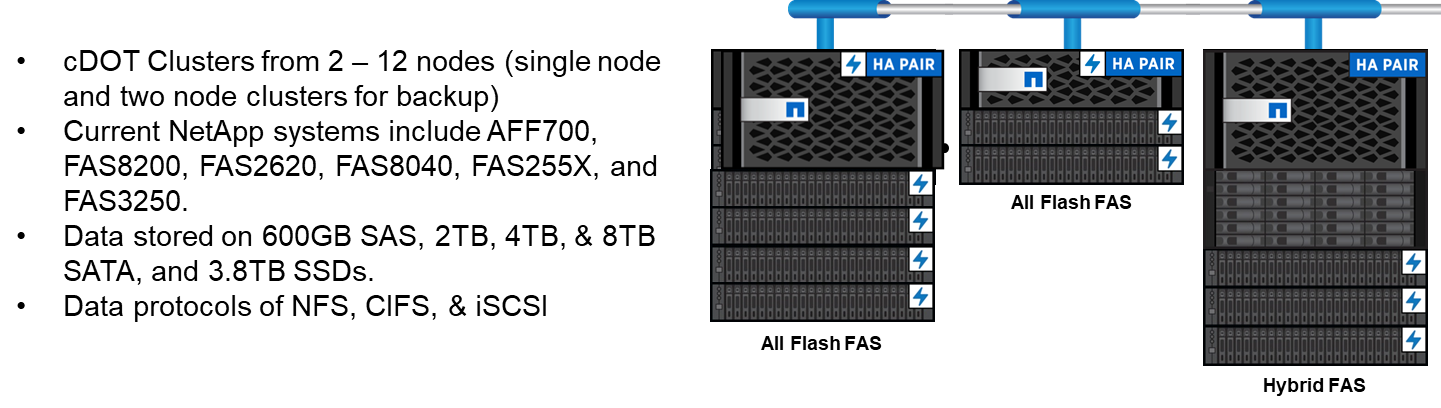 • cDOT Clusters from 2 – 12 nodes (single node
and two node clusters for backup)
• Current NetApp systems include AFF700,
FAS8200, FAS2620, FAS8040, FAS255X, and
FAS3250.
• Data stored on 600GB SAS, 2TB, 4TB, & 8TB
SATA, and 3.8TB SSDs.
• Data protocols of NFS, CIFS, & iSCSI
HA PAIR
All Flash FAS
HA PAIR
All Flash FAS
HA PAIR
Hybrid FAS